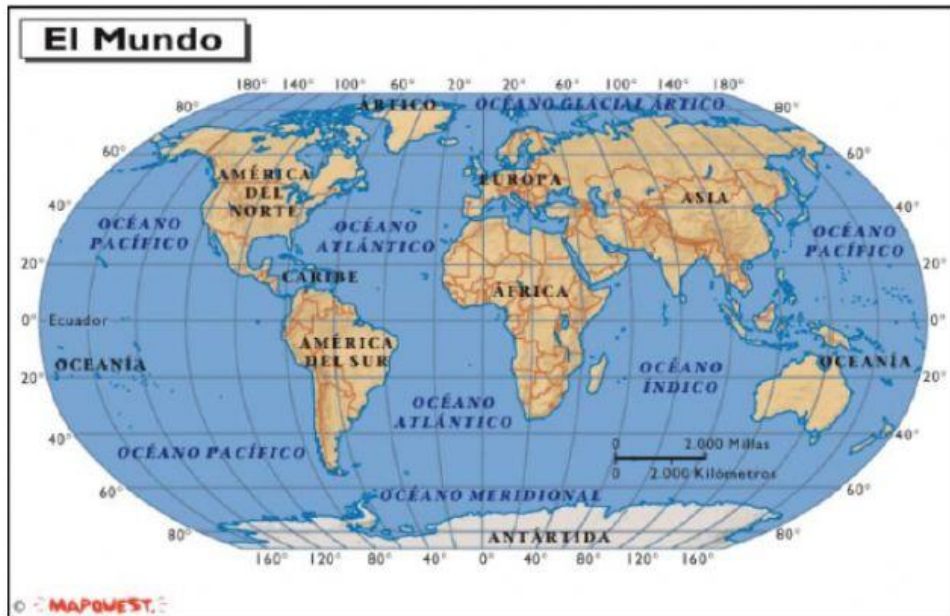 El Mundo
180° 140° 100° 60° 20° 20° 60° 100° 140° 180°
80° ÁRTICO OCÉANO GLACIAL ÁRTICO 80°
60° 60°
AMÉRICA
DEL
NORTE
EUROPA
ASIA
40° 40°
OCÉANO
PACÍFICO
OCÉANO
ATLÁNTICO
OCÉANO
PACÍFICO
20° 20°
CARIBE
ÁFRICA
0° Ecuador 0°
OCEANÍA
AMÉRICA
DEL SUR
OCÉANO
ÍNDICO
OCEANÍA
20° 20°
OCÉANO
ATLÁNTICO
40° 40°
OCÉANO PACÍFICO
0 2.000 Millas
0 2.000 Kilómetros
60° 60°
OCÉANO MERIDIONAL
80° 80°
ANTÁRTIDA
160° 120° 80° 40° 0° 40° 80° 120° 160°
© MAPQUEST.